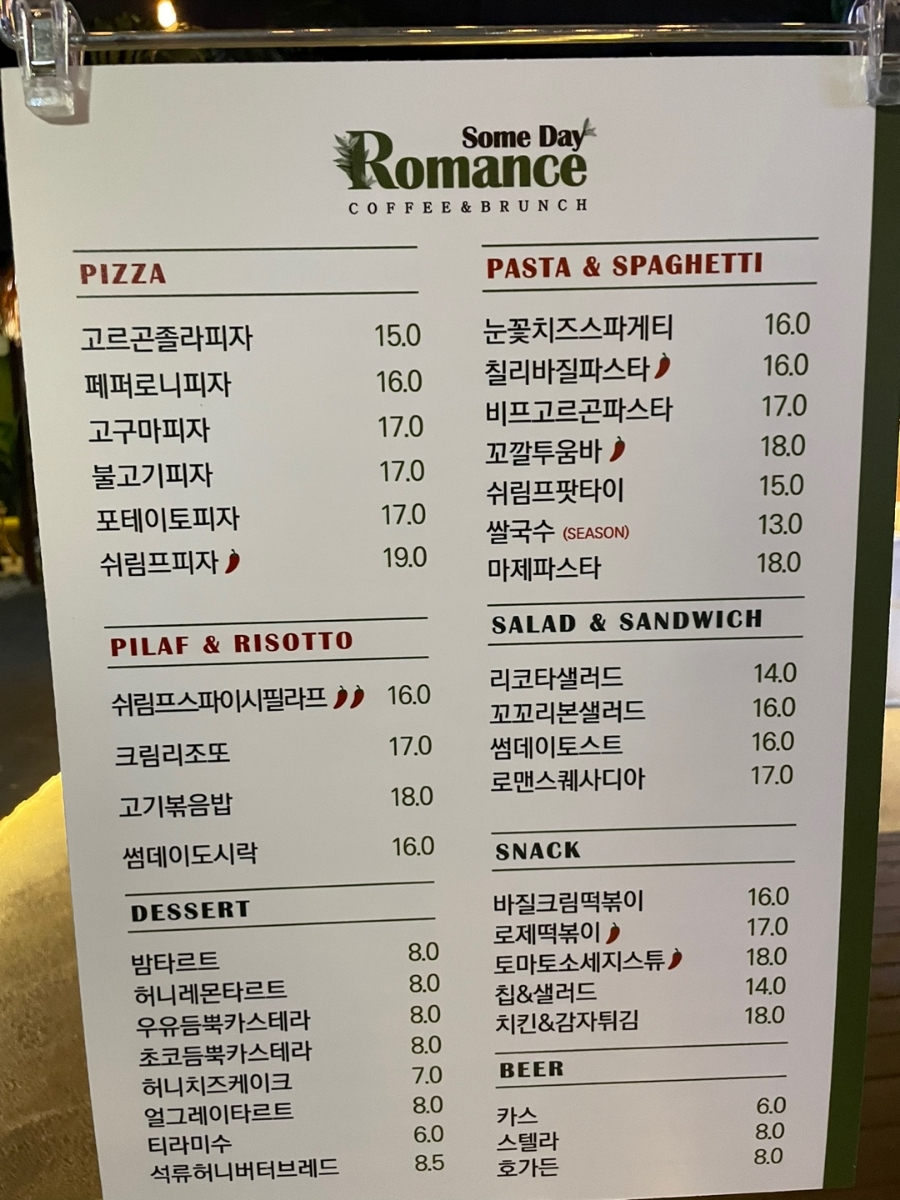 Some Day
Romance
COFFEE&BRUNCH
PIZZA
고르곤졸라피자 15.0
페퍼로니피자 16.0
고구마피자 17.0
불고기피자 17.0
포테이토피자 17.0
쉬림프피자 19.0
PILAF & RISOTTO
쉬림프스파이시필라프 16.0
크림리조또 17.0
고기볶음밥 18.0
썸데이도시락 16.0
DESSERT
밤타르트 8.0
허니레몬타르트 8.0
우유듬뿍카스테라 8.0
초코듬뿍카스테라 8.0
허니치즈케이크 7.0
얼그레이타르트 8.0
티라미수 6.0
석류허니버터브레드 8.5
PASTA & SPAGHETTI
눈꽃치즈스파게티 16.0
칠리바질파스타 16.0
비프고르곤파스타 17.0
꼬깔투움바 18.0
쉬림프팟타이 15.0
쌀국수 (SEASON) 13.0
마제파스타 18.0
SALAD & SANDWICH
리코타샐러드 14.0
꼬꼬리본샐러드 16.0
썸데이토스트 16.0
로맨스퀘사디아 17.0
SNACK
바질크림떡볶이 16.0
로제떡볶이 17.0
토마토소세지스튜 18.0
칩&샐러드 14.0
치킨&감자튀김 18.0
BEER
카스 6.0
스텔라 8.0
호가든 8.0